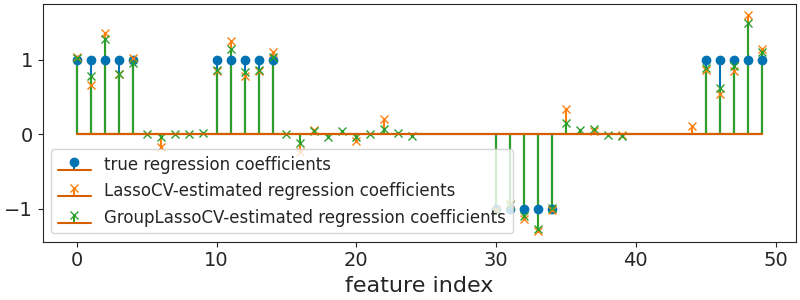 1
0
−1
true regression coefficients
LassoCV-estimated regression coefficients
GroupLassoCV-estimated regression coefficients
0 10 20 30 40 50
feature index